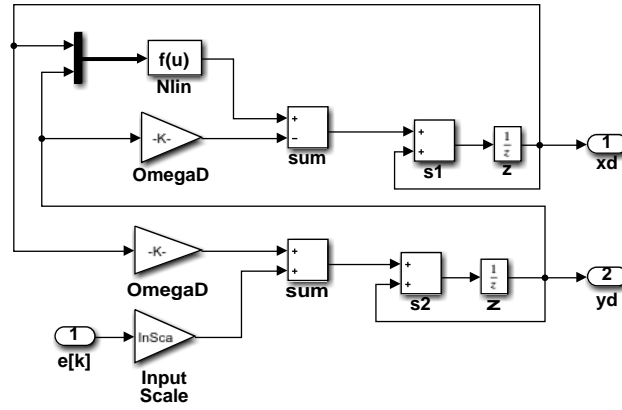 f(u)
Nlin
-K-
OmegaD
+
−
sum
+
+
s1
1
z
z
1
xd
-K-
OmegaD
+
+
sum
+
+
s2
1
z
z
2
yd
1
e[k]
InSca
Input
Scale